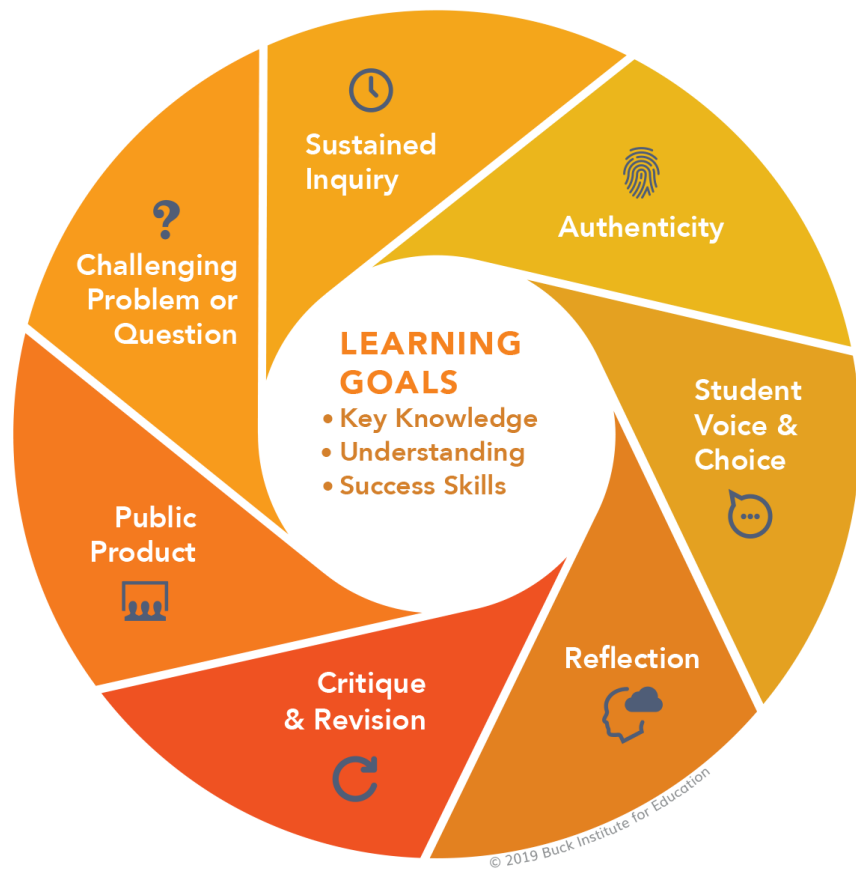 Sustained
Inquiry
Authenticity
Student
Voice &
Choice
Reflection
Critique
& Revision
Public
Product
?
Challenging
Problem or
Question
LEARNING
GOALS
• Key Knowledge
• Understanding
• Success Skills
© 2019 Buck Institute for Education